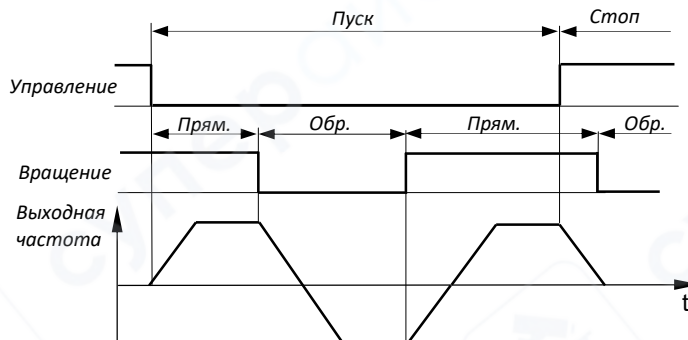 Пуск
Стоп
Управление
Прям.
Обр.
Прям.
Обр.
Вращение
Выходная
частота
t